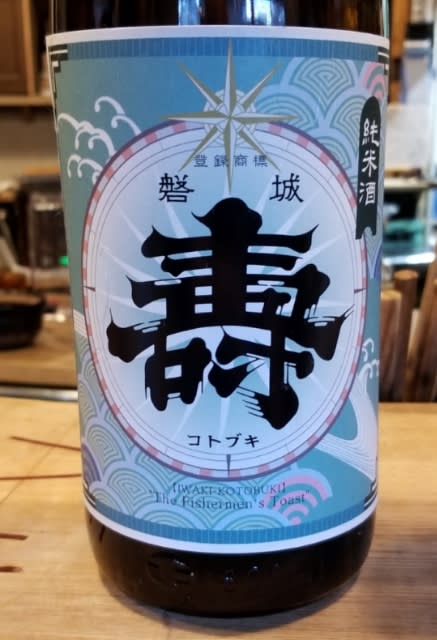 登録商標
磐城
壽
コトブキ
純米酒
【IWAKI-KOTOBUKI】
"The Fishermen's Toast"